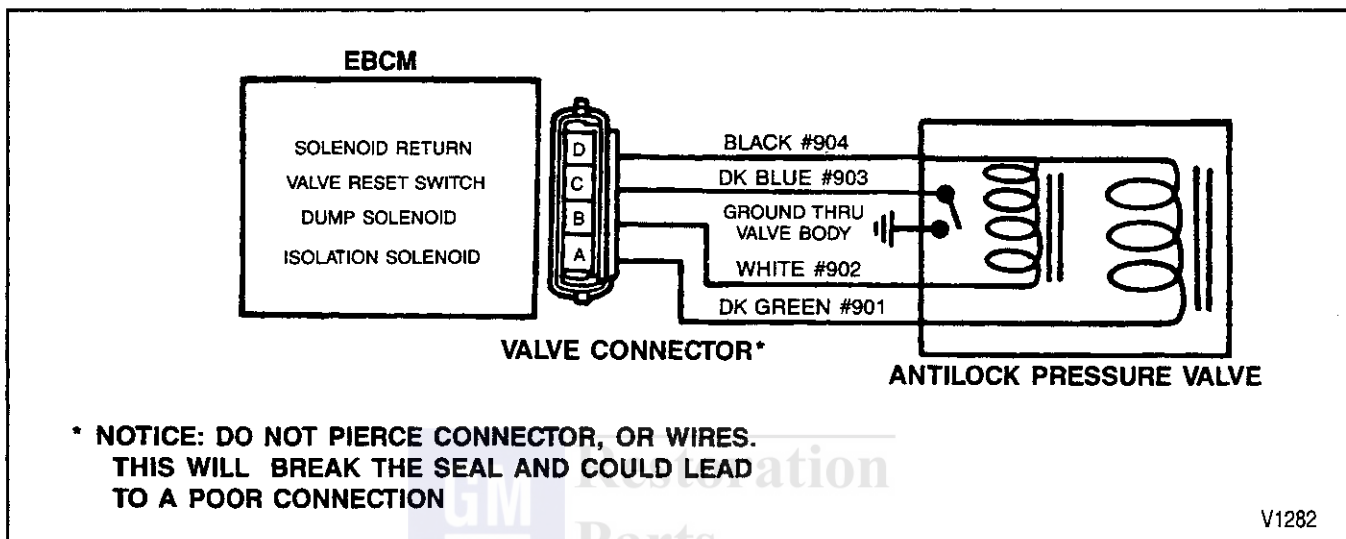 EBCM
SOLENOID RETURN
VALVE RESET SWITCH
DUMP SOLENOID
ISOLATION SOLENOID
D
C
B
A
BLACK #904
DK BLUE #903
GROUND THRU
VALVE BODY
WHITE #902
DK GREEN #901
VALVE CONNECTOR*
ANTILOCK PRESSURE VALVE
* NOTICE: DO NOT PIERCE CONNECTOR, OR WIRES.
THIS WILL BREAK THE SEAL AND COULD LEAD
TO A POOR CONNECTION
GM
Restoration
Parts
V1282